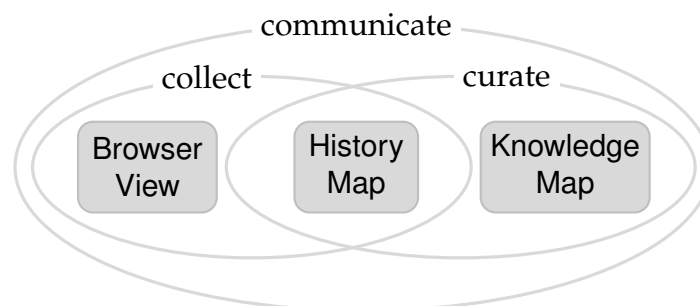 communicate
collect
curate
Browser
View
History
Map
Knowledge
Map